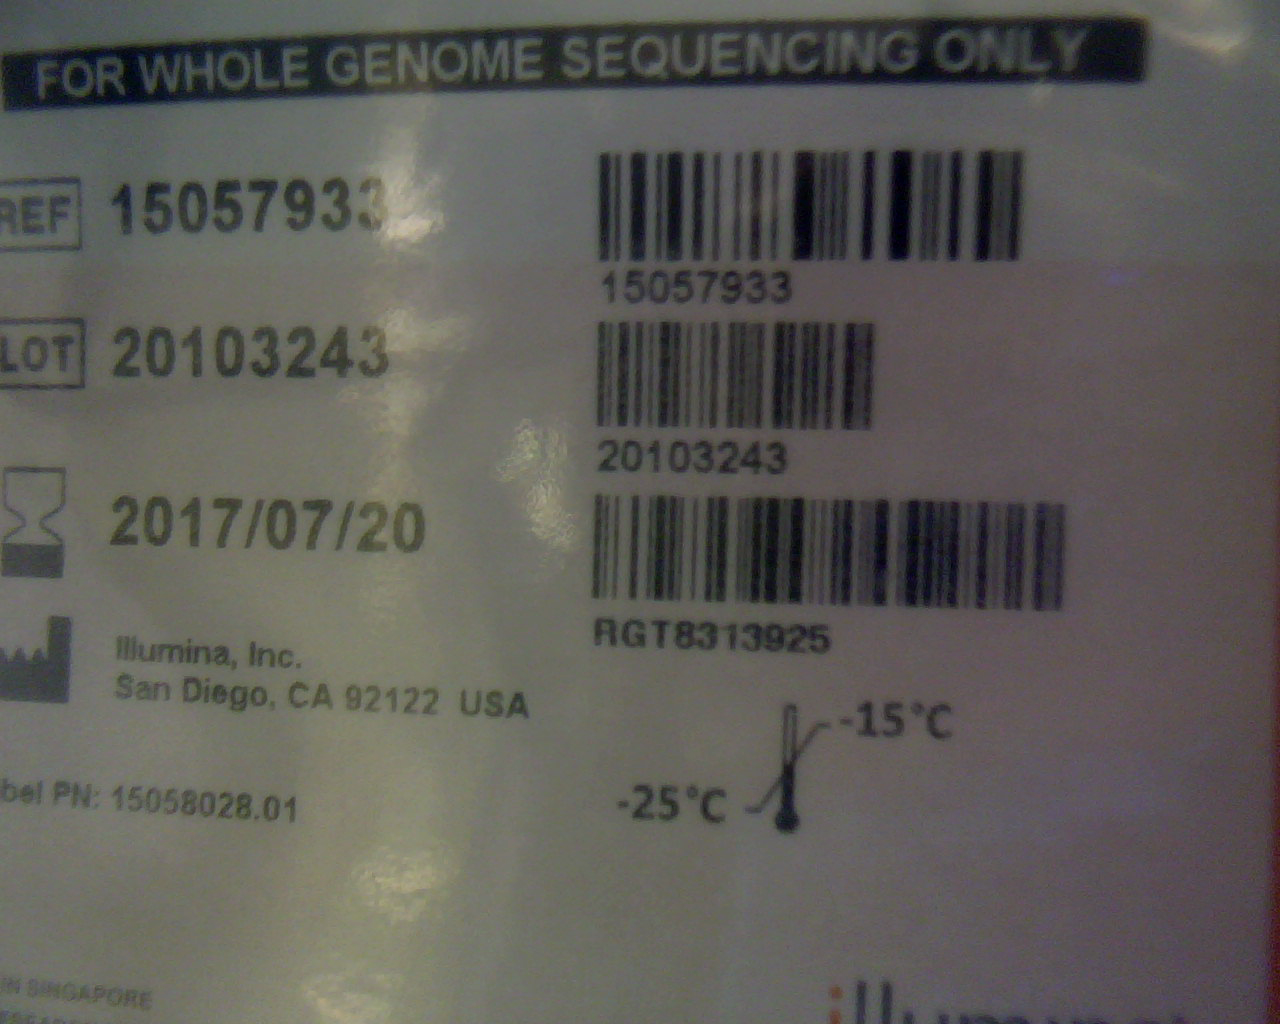 FOR WHOLE GENOME SEQUENCING ONLY
REF 15057933
15057933
LOT 20103243
20103243
2017/07/20
RGT8313925
Illumina, Inc.
San Diego, CA 92122 USA
-15°C
-25°C
bel PN: 15058028.01
IN SINGAPORE